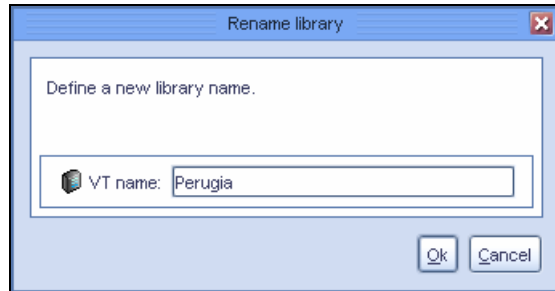 Rename library
Define a new library name.
VT name: Perugia
Ok Cancel